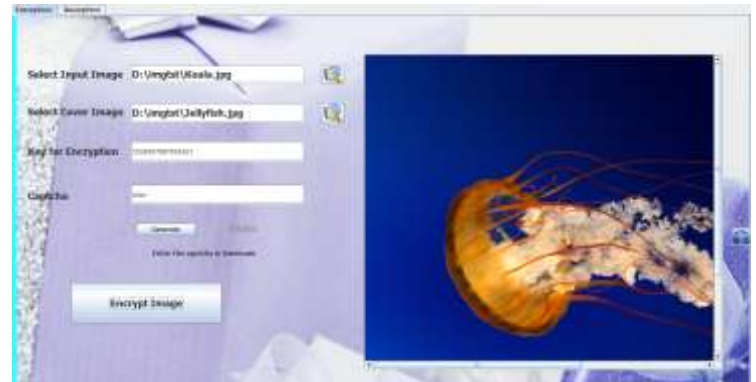 Encryption Decryption
Select Input Image D:\imgbit\Koala.jpg
Select Cover Image D:\imgbit\Jellyfish.jpg
Key for Encryption
Captcha
Generate
Encrypt Image